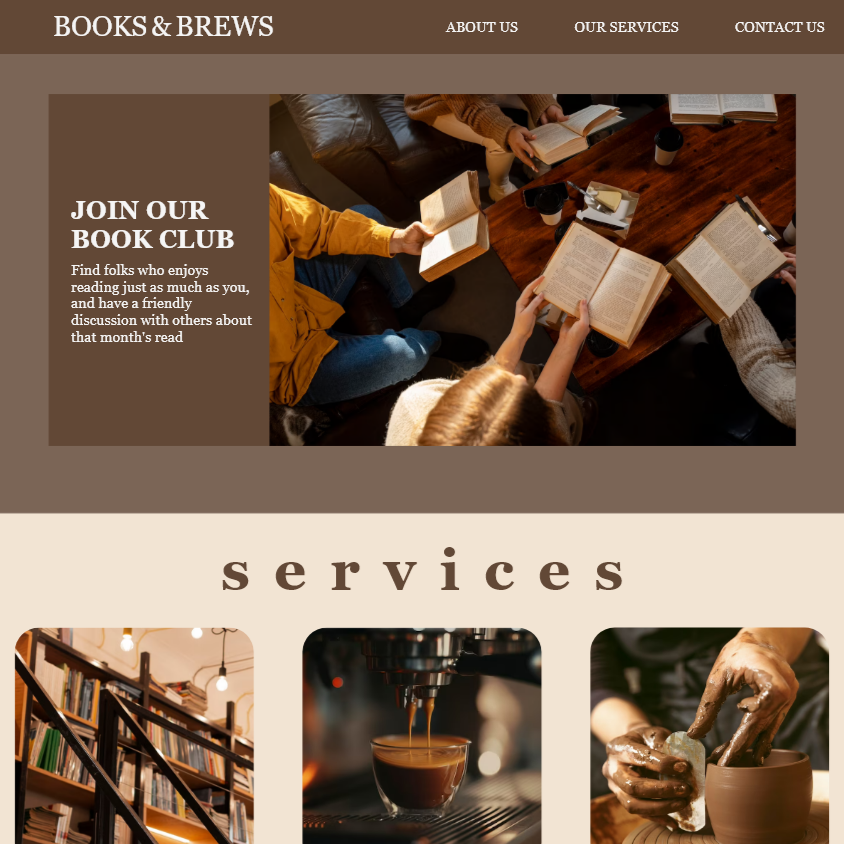 BOOKS & BREWS
ABOUT US
OUR SERVICES
CONTACT US
JOIN OUR
BOOK CLUB
Find folks who enjoys
reading just as much as you,
and have a friendly
discussion with others about
that month's read
services